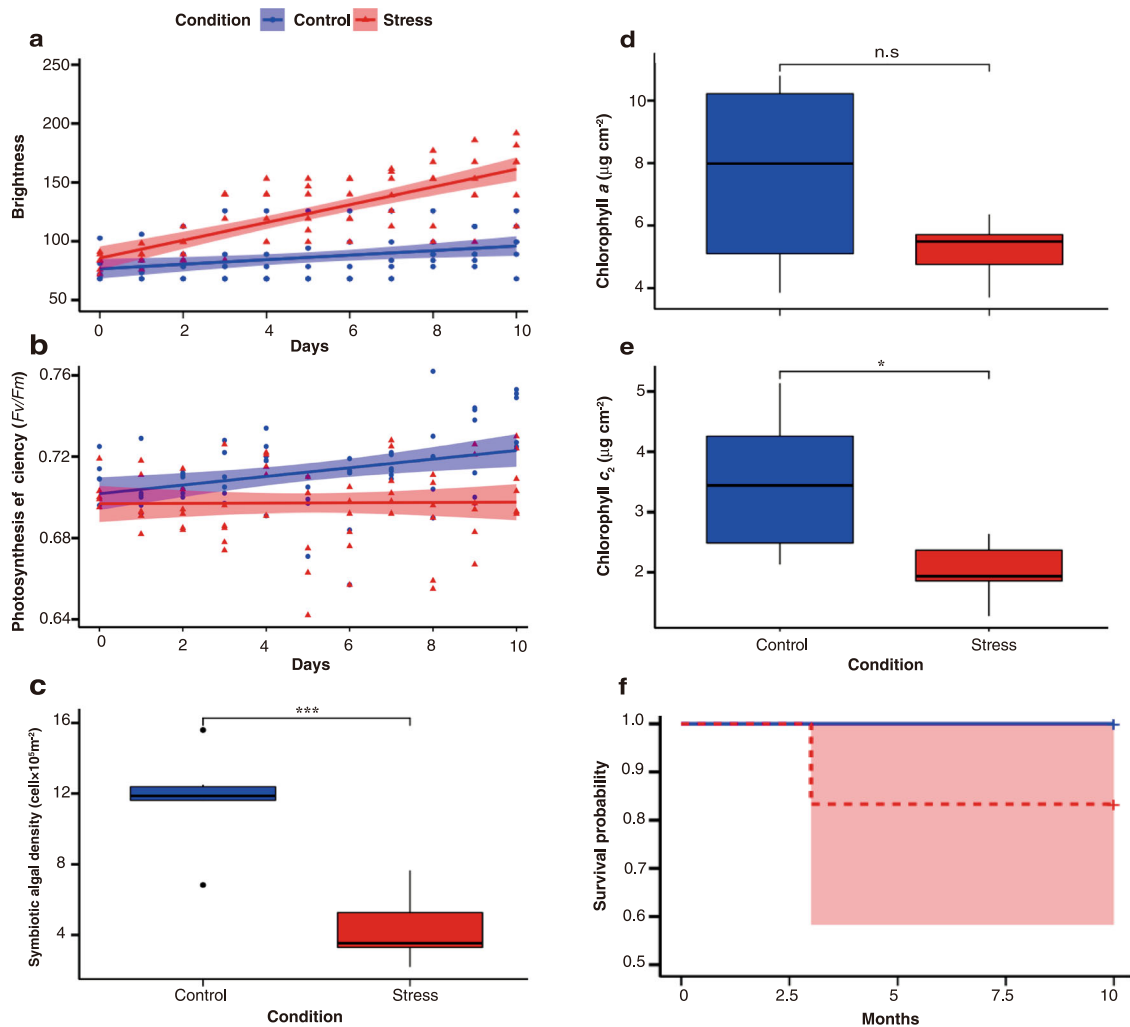 Condition Control Stress
a
250
200
150
100
50
Brightness
0 2 4 6 8 10
Days
b
0.76
0.72
0.68
0.64
Photosynthesis ef ciency (Fv/Fm)
0 2 4 6 8 10
Days
c
***
16
12
8
4
Symbiotic algal density (cell×10⁵m⁻²)
Control Stress
Condition
d
n.s
10
8
6
4
Chlorophyll a (µg cm⁻²)
e
*
5
4
3
2
Chlorophyll c₂ (µg cm⁻²)
Control Stress
Condition
f
1.0
0.9
0.8
0.7
0.6
0.5
Survival probability
0 2.5 5 7.5 10
Months